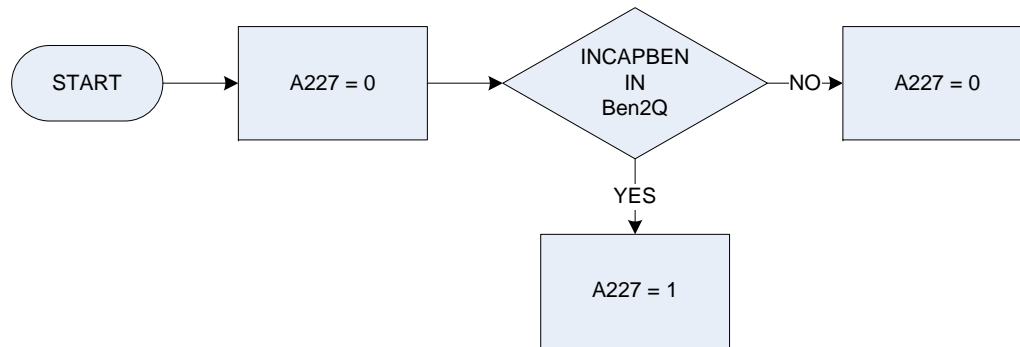 START
A227 = 0
INCAPBEN
IN
Ben2Q
NO
A227 = 0
YES
A227 = 1